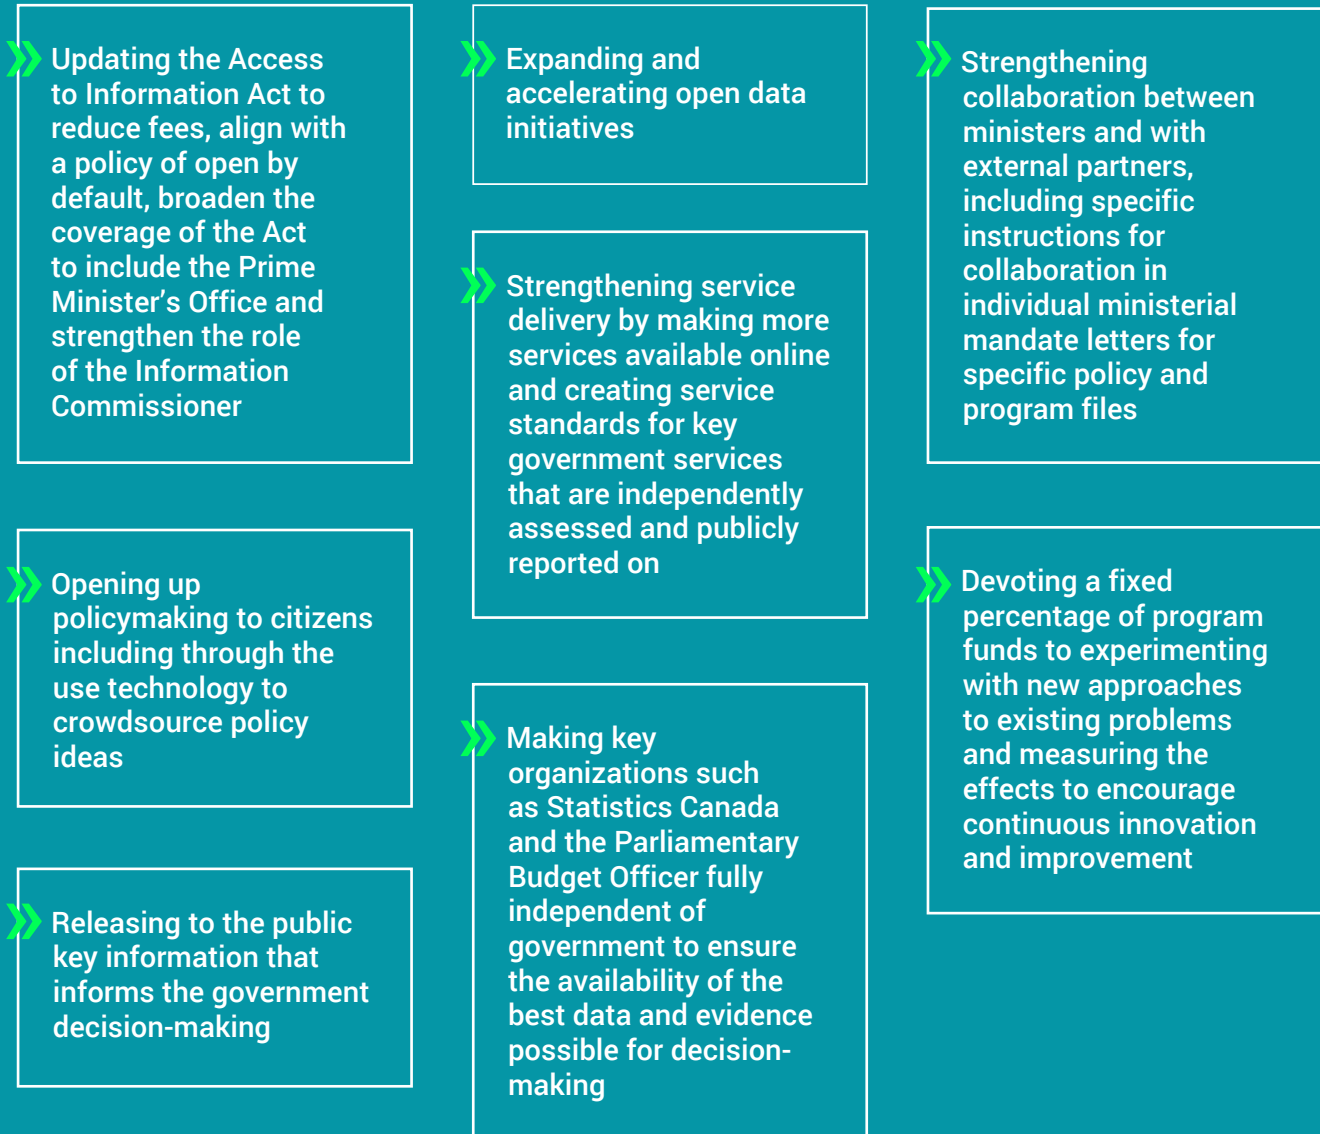 Updating the Access
to Information Act to
reduce fees, align with
a policy of open by
default, broaden the
coverage of the Act
to include the Prime
Minister’s Office and
strengthen the role
of the Information
Commissioner
Opening up
policymaking to citizens
including through the
use technology to
crowdsource policy
ideas
Releasing to the public
key information that
informs the government
decision-making
Expanding and
accelerating open data
initiatives
Strengthening service
delivery by making more
services available online
and creating service
standards for key
government services
that are independently
assessed and publicly
reported on
Making key
organizations such
as Statistics Canada
and the Parliamentary
Budget Officer fully
independent of
government to ensure
the availability of the
best data and evidence
possible for decision-
making
Strengthening
collaboration between
ministers and with
external partners,
including specific
instructions for
collaboration in
individual ministerial
mandate letters for
specific policy and
program files
Devoting a fixed
percentage of program
funds to experimenting
with new approaches
to existing problems
and measuring the
effects to encourage
continuous innovation
and improvement